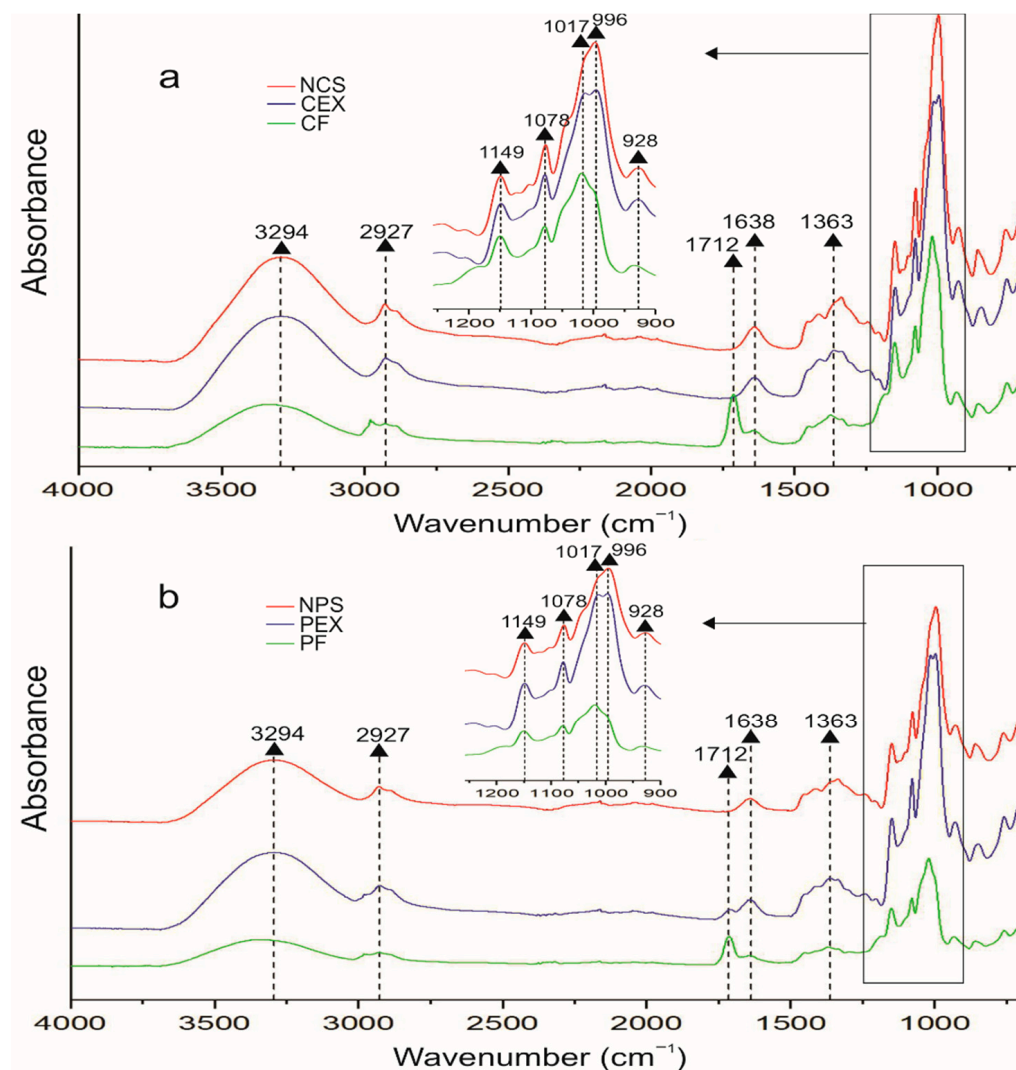 1017 996
a
NCS
CEX
CF
1078
1149
928
3294
2927
1638
1363
1712
1200 1100 1000 900
Absorbance
4000 3500 3000 2500 2000 1500 1000
Wavenumber (cm⁻¹)
1017 996
b
NPS
PEX
PF
1078
1149
928
3294
2927
1638
1363
1712
1200 1100 1000 900
Absorbance
4000 3500 3000 2500 2000 1500 1000
Wavenumber (cm⁻¹)